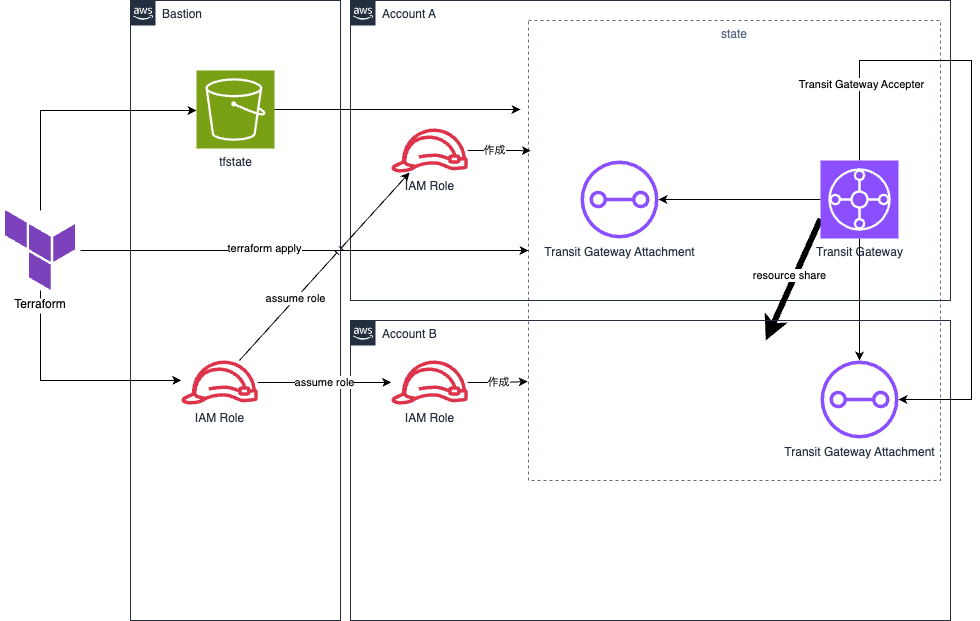 aws
Bastion
aws
Account A
state
Transit Gateway Accepter
作成
tfstate
IAM Role
terraform apply
Transit Gateway Attachment
Transit Gateway
resource share
Terraform
assume role
aws
Account B
assume role
作成
IAM Role
IAM Role
Transit Gateway Attachment